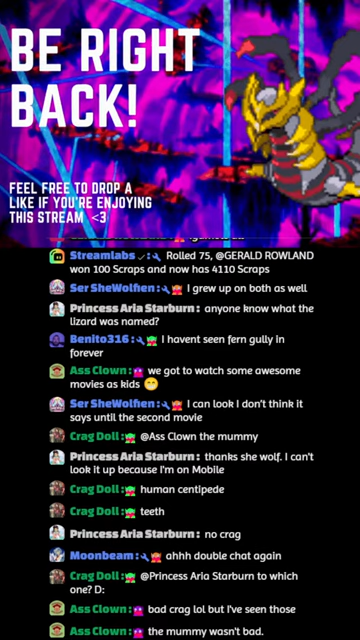 BE RIGHT
BACK!
FEEL FREE TO DROP A
LIKE IF YOU'RE ENJOYING
THIS STREAM <3
Streamlabs : Rolled 75, @GERALD ROWLAND
won 100 Scraps and now has 4110 Scraps
Ser SheWolfien : I grew up on both as well
Princess Aria Starburn : anyone know what the
lizard was named?
Benito316 : I havent seen fern gully in
forever
Ass Clown : we got to watch some awesome
movies as kids 😁
Ser SheWolfien : I can look I don't think it
says until the second movie
Crag Doll : @Ass Clown the mummy
Princess Aria Starburn : thanks she wolf. I can't
look it up because I'm on Mobile
Crag Doll : human centipede
Crag Doll : teeth
Princess Aria Starburn : no crag
Moonbeam : ahhh double chat again
Crag Doll : @Princess Aria Starburn to which
one? D:
Ass Clown : bad crag lol but I've seen those
Ass Clown : the mummy wasn't bad.